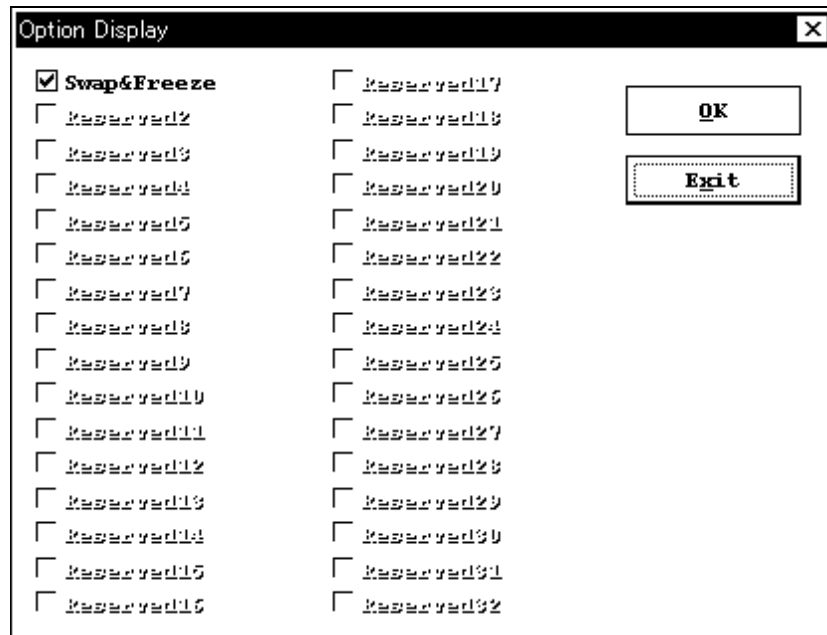 Option Display
Swap&Freeze
Reserved2
Reserved3
Reserved4
Reserved5
Reserved6
Reserved7
Reserved8
Reserved9
Reserved10
Reserved11
Reserved12
Reserved13
Reserved14
Reserved15
Reserved16
Reserved17
Reserved18
Reserved19
Reserved20
Reserved21
Reserved22
Reserved23
Reserved24
Reserved25
Reserved26
Reserved27
Reserved28
Reserved29
Reserved30
Reserved31
Reserved32
OK
Exit